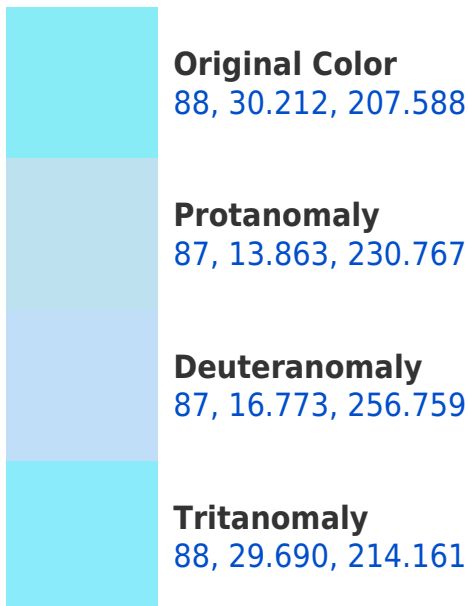 Original Color
88, 30.212, 207.588
Protanomaly
87, 13.863, 230.767
Deuteranomaly
87, 16.773, 256.759
Tritanomaly
88, 29.690, 214.161